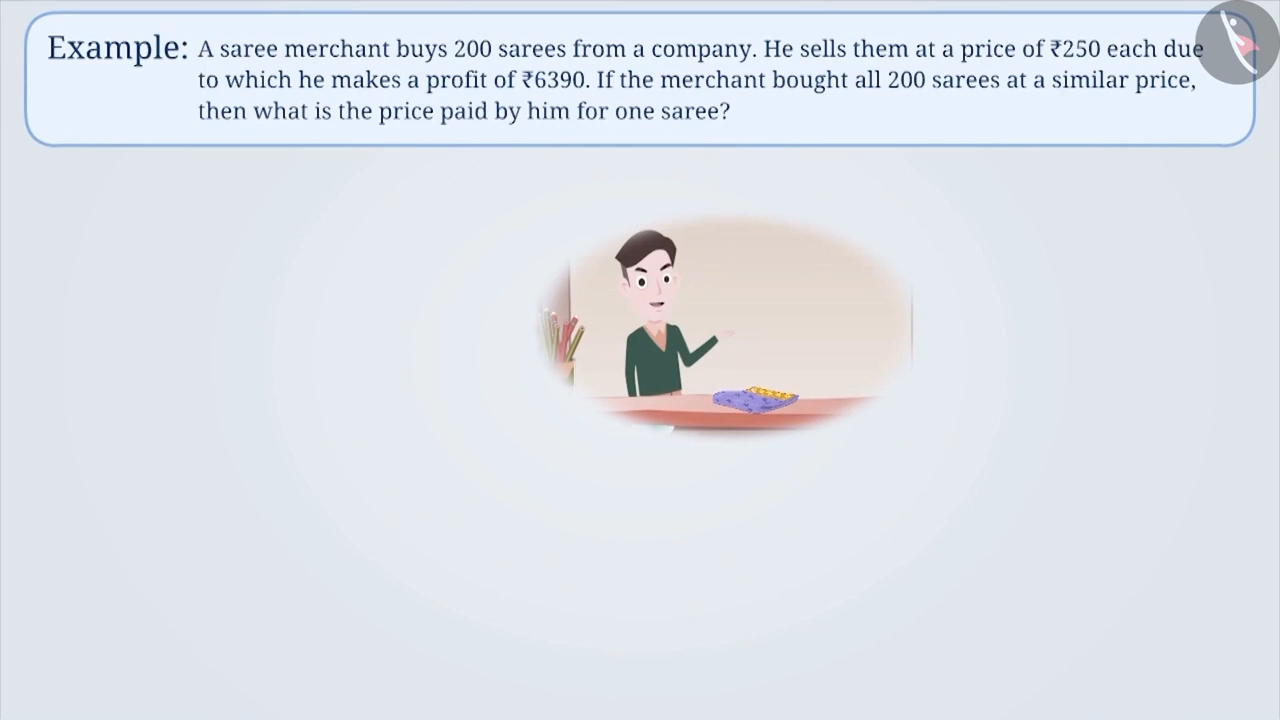 Example: A saree merchant buys 200 sarees from a company. He sells them at a price of ₹250 each due
to which he makes a profit of ₹6390. If the merchant bought all 200 sarees at a similar price,
then what is the price paid by him for one saree?